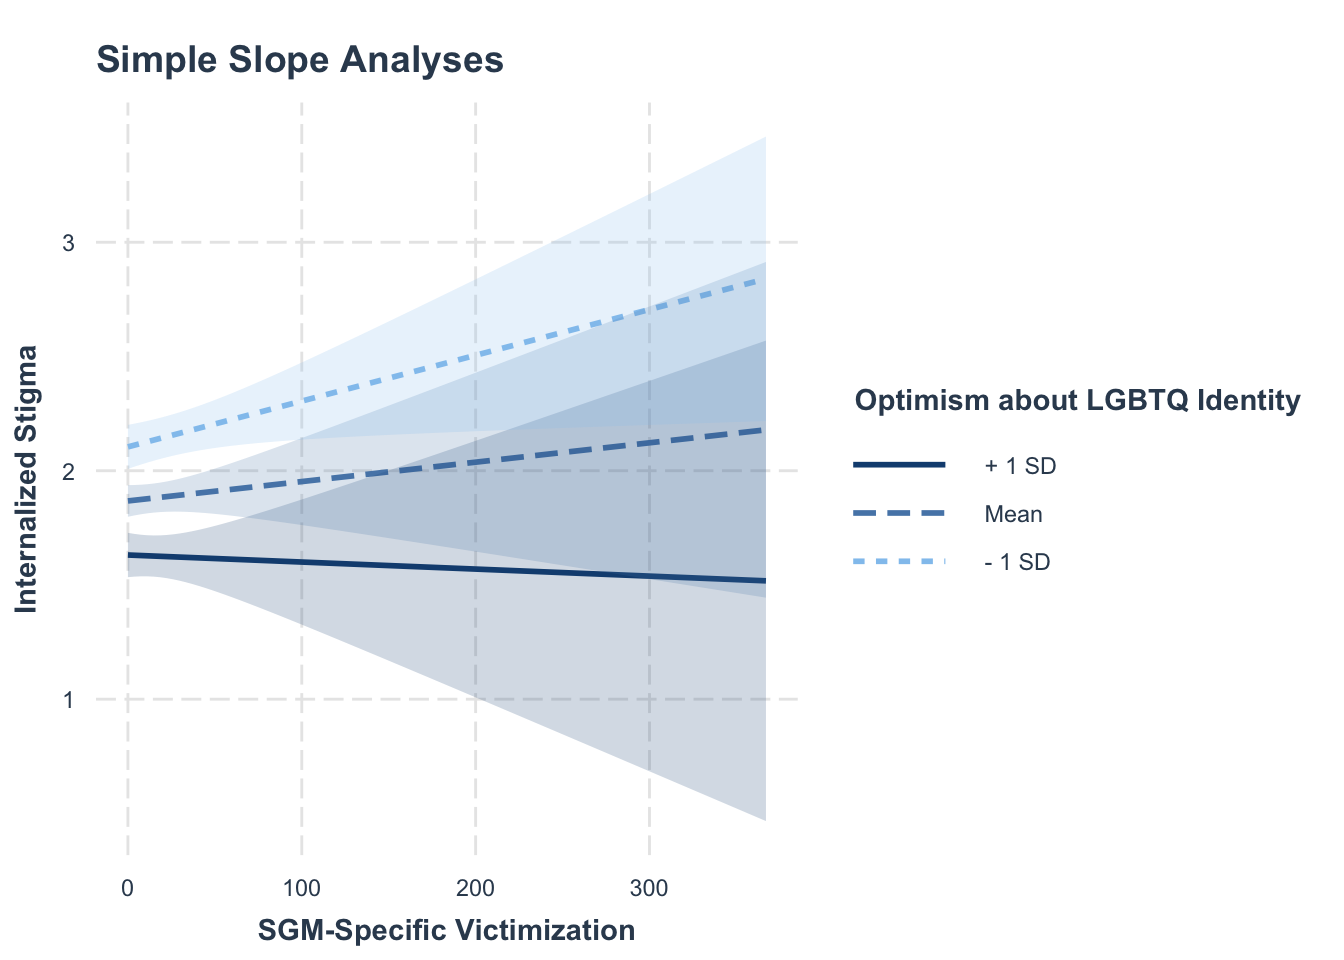 Simple Slope Analyses
3
2
1
Internalized Stigma
0 100 200 300
SGM-Specific Victimization
Optimism about LGBTQ Identity
+ 1 SD
Mean
- 1 SD